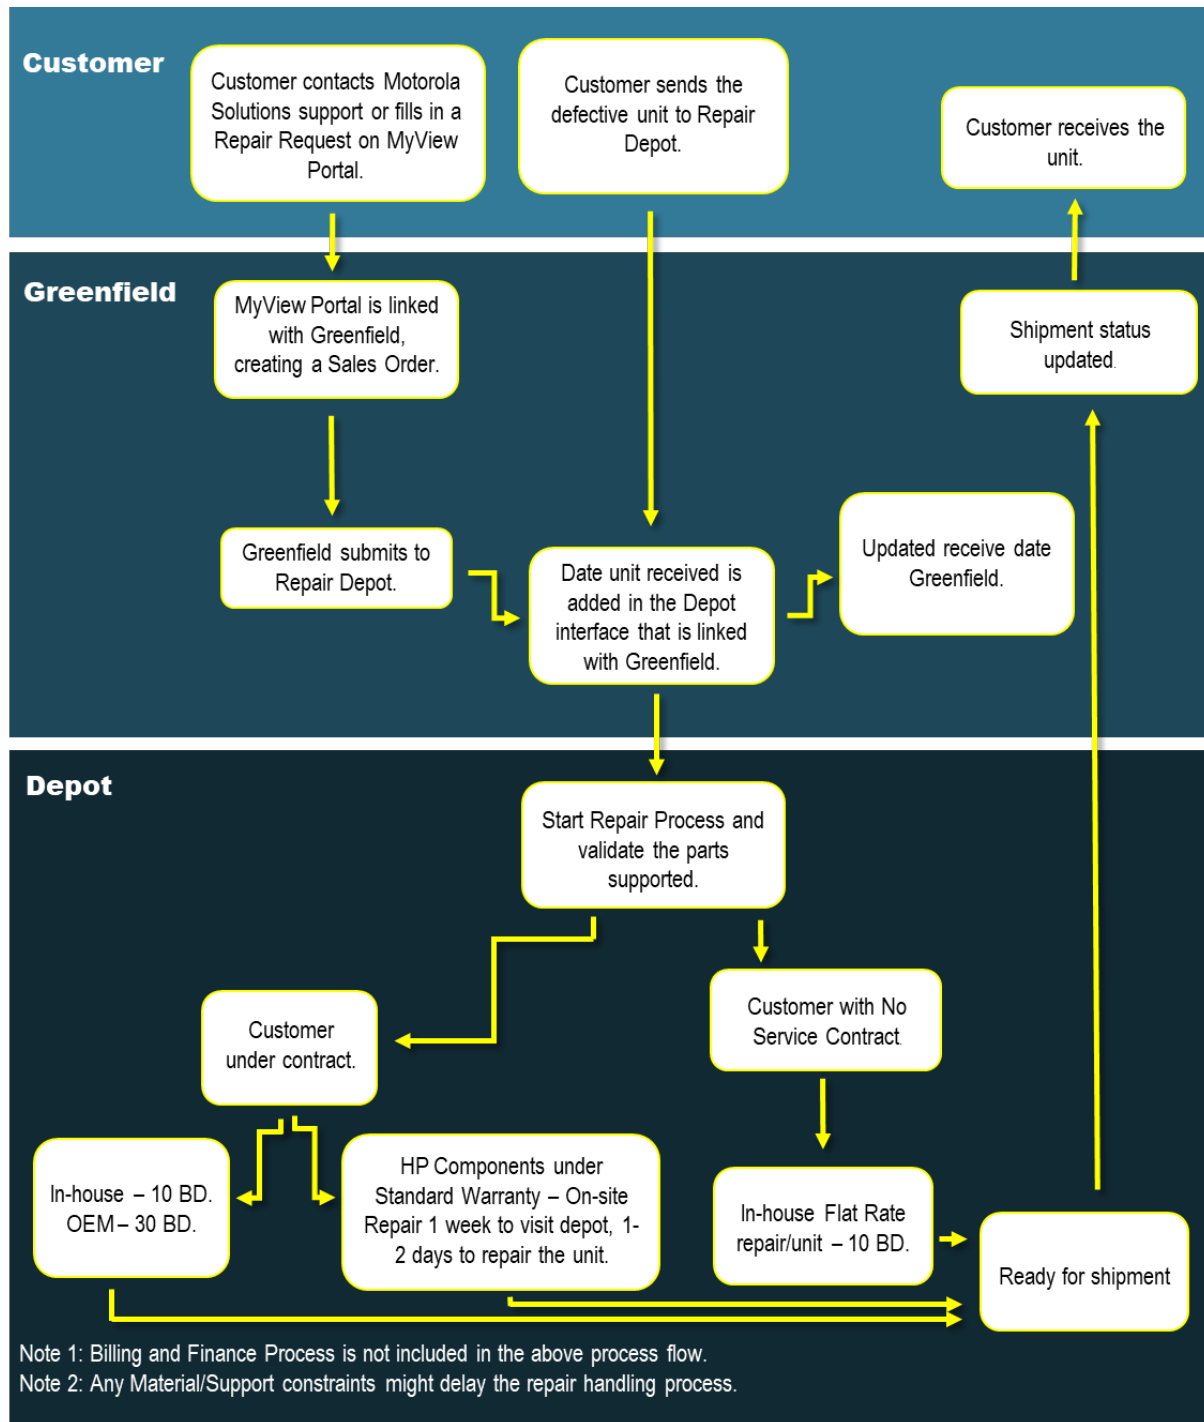 Customer
Customer contacts Motorola
Solutions support or fills in a
Repair Request on MyView
Portal.
Customer sends the
defective unit to Repair
Depot.
Customer receives the
unit.
Greenfield
MyView Portal is linked
with Greenfield,
creating a Sales Order.
Shipment status
updated.
Greenfield submits to
Repair Depot.
Date unit received is
added in the Depot
interface that is linked
with Greenfield.
Updated receive date
Greenfield.
Depot
Start Repair Process and
validate the parts
supported.
Customer
under contract.
Customer with No
Service Contract.
In-house – 10 BD.
OEM – 30 BD.
HP Components under
Standard Warranty – On-site
Repair 1 week to visit depot, 1-
2 days to repair the unit.
In-house Flat Rate
repair/unit – 10 BD.
Ready for shipment
Note 1: Billing and Finance Process is not included in the above process flow.
Note 2: Any Material/Support constraints might delay the repair handling process.